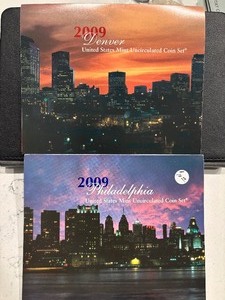 2009
Denver
United States Mint Uncirculated Coin Set®
2009
Philadelphia
United States Mint Uncirculated Coin Set®